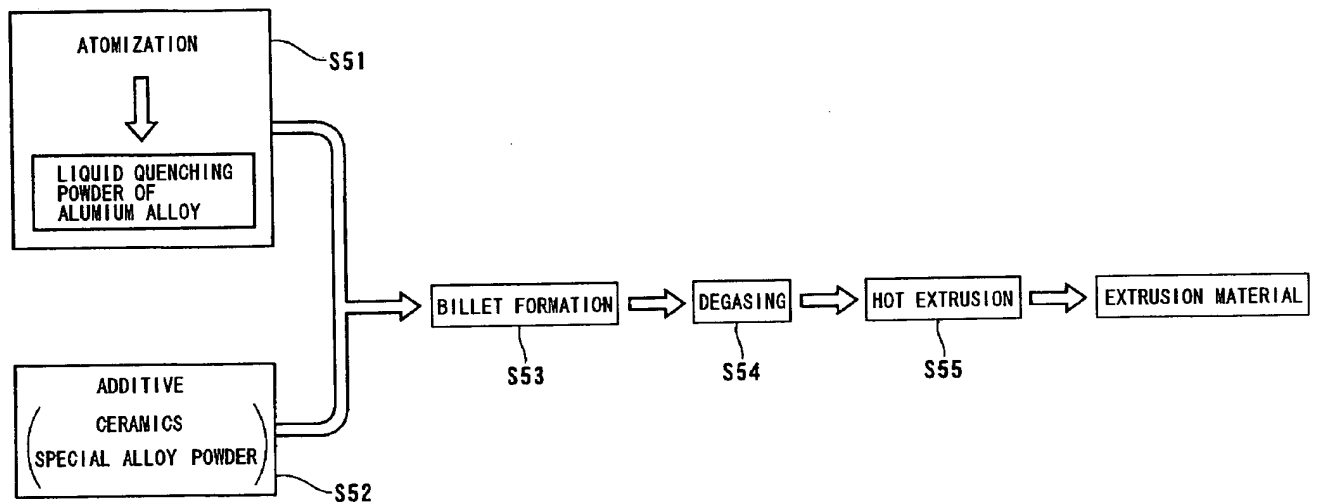 ATOMIZATION
S51
LIQUID QUENCHING
POWDER OF
ALUMIUM ALLOY
BILLET FORMATION
DEGASING
HOT EXTRUSION
EXTRUSION MATERIAL
S53
S54
S55
ADDITIVE
CERAMICS
SPECIAL ALLOY POWDER
S52